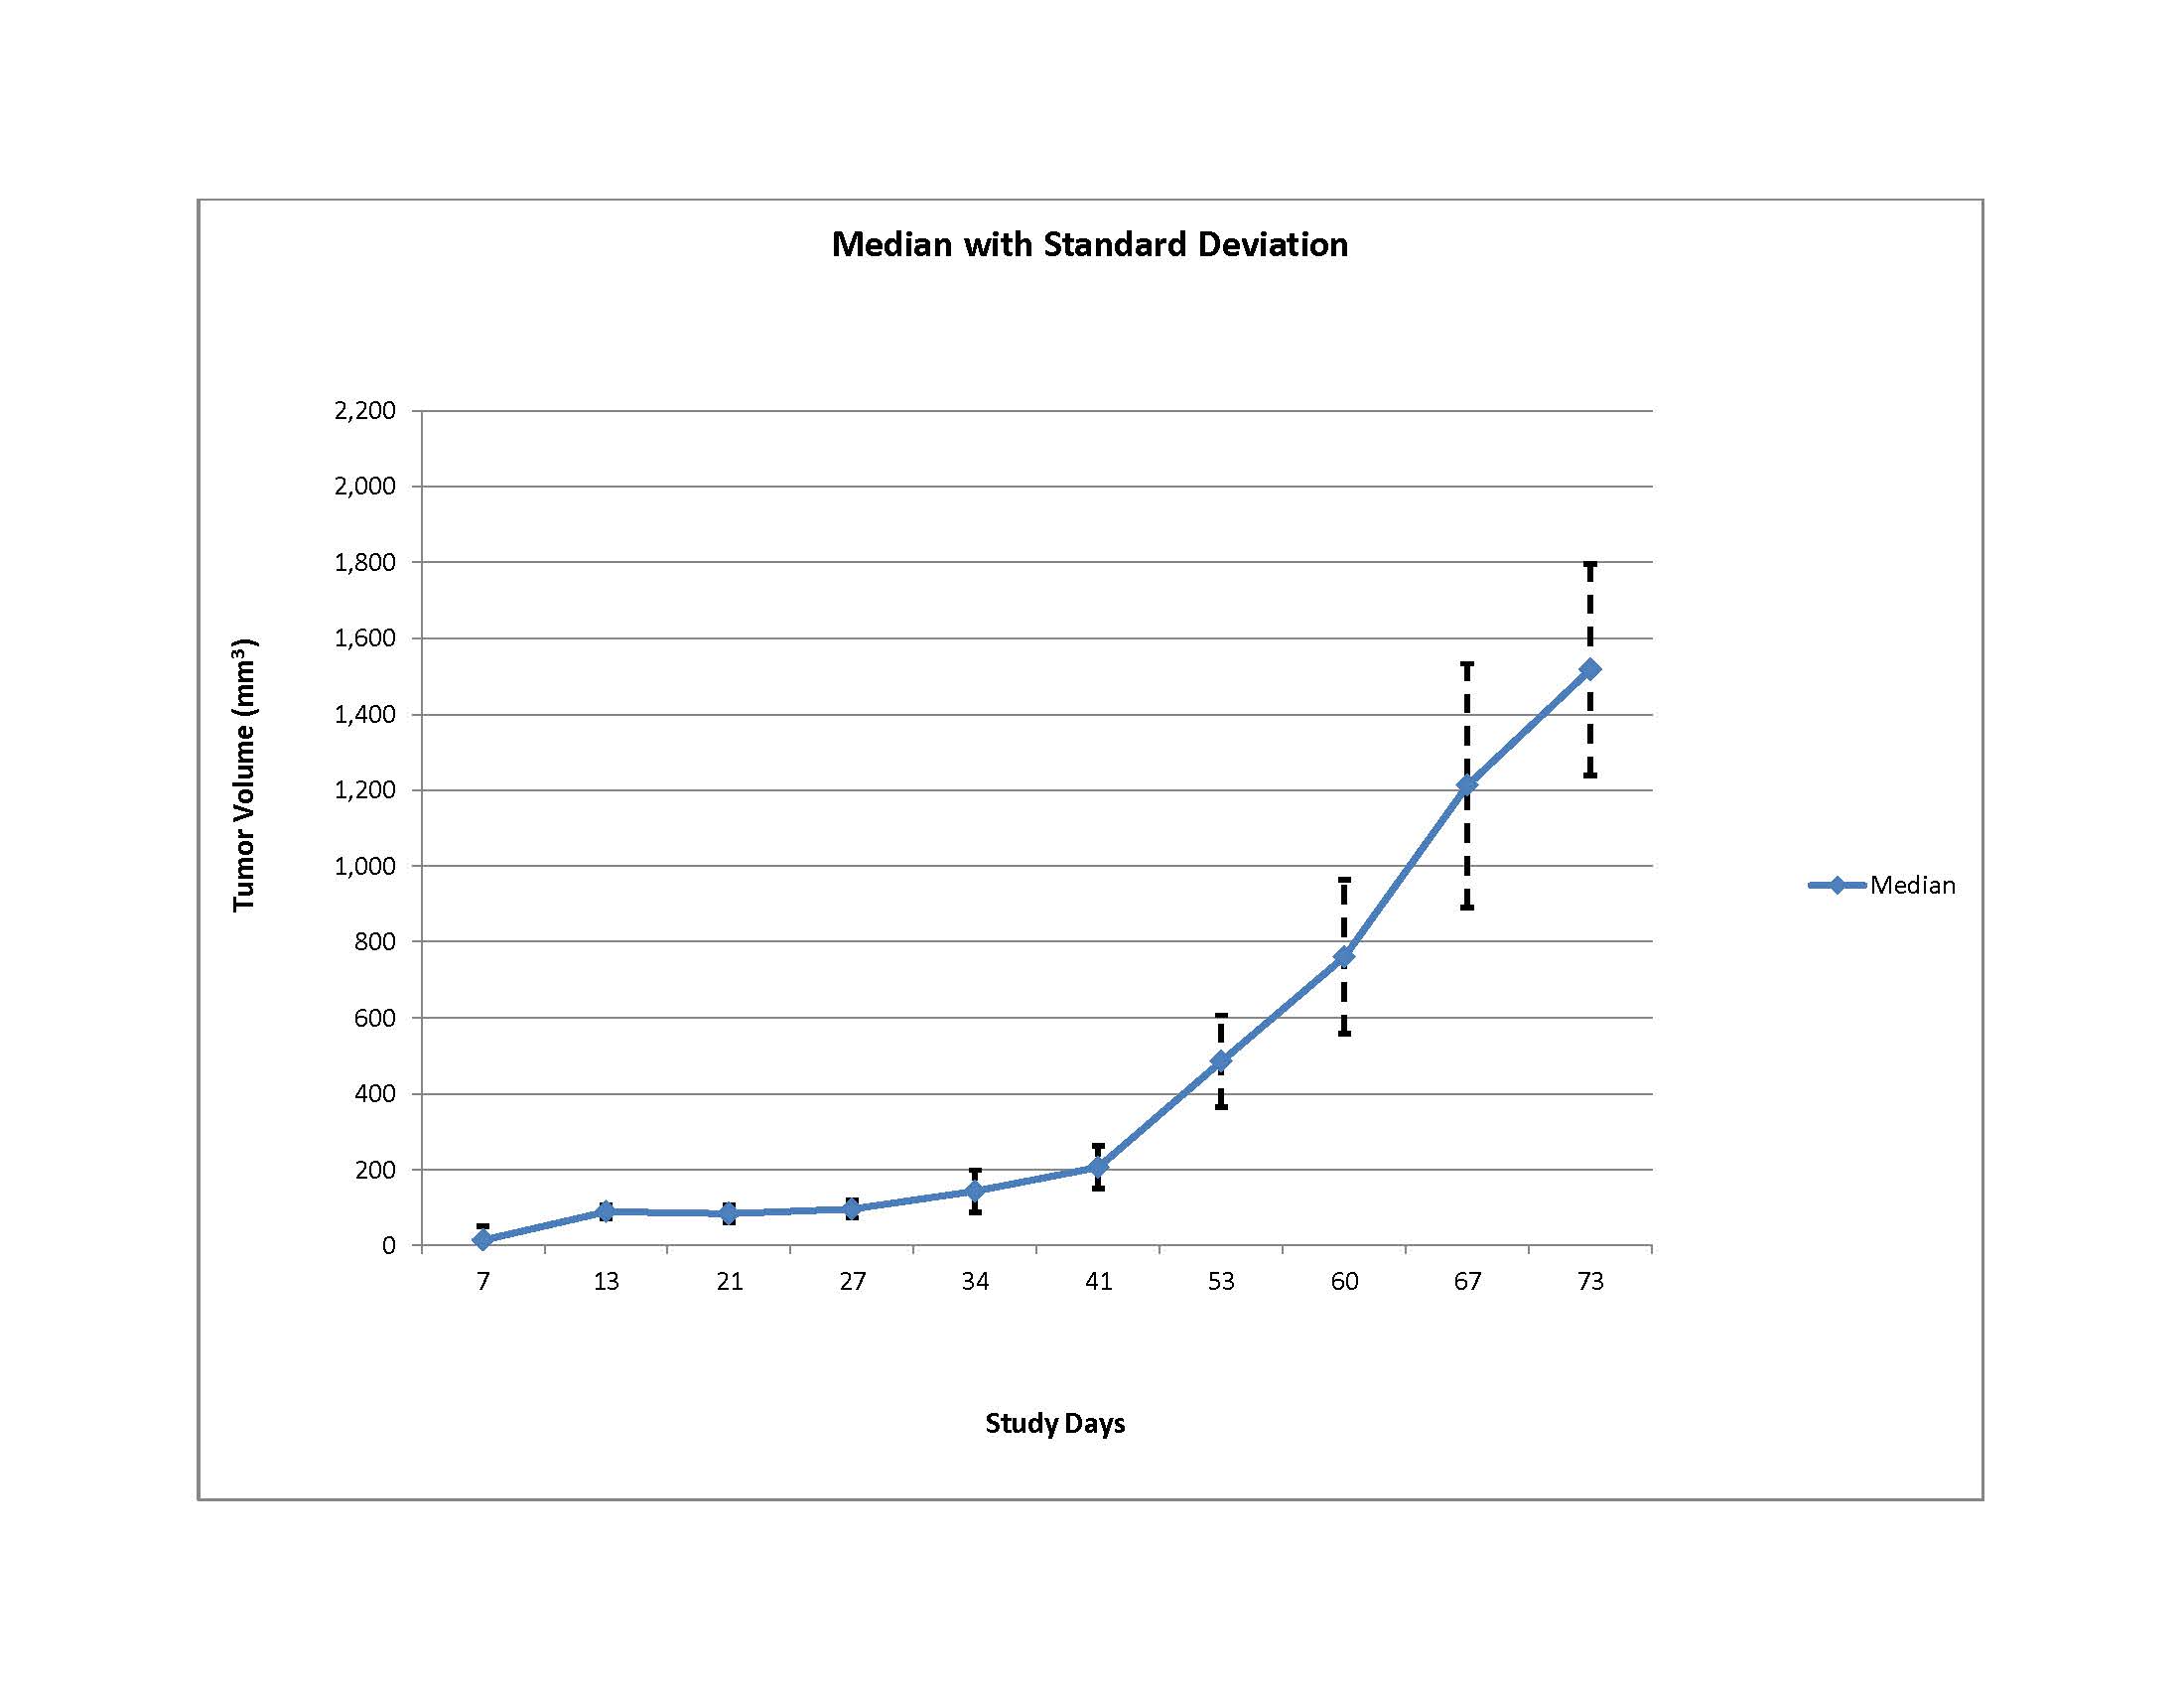 Median with Standard Deviation
Tumor Volume (mm³)
2,200
2,000
1,800
1,600
1,400
1,200
1,000
800
600
400
200
0
7 13 21 27 34 41 53 60 67 73
Study Days
Median